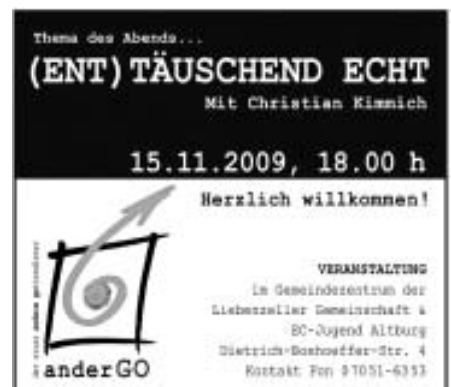 Thema des Abends...
(ENT)TÄUSCHEND ECHT
Mit Christian Kimmich
15.11.2009, 18.00 h
Herzlich willkommen!
VERANSTALTUNG
im Gemeindezentrum der
Liebenzeller Gemeinschaft &
EC-Jugend Altburg
Dietrich-Bonhoeffer-Str. 4
Kontakt Fon 07051-6353
anderGO